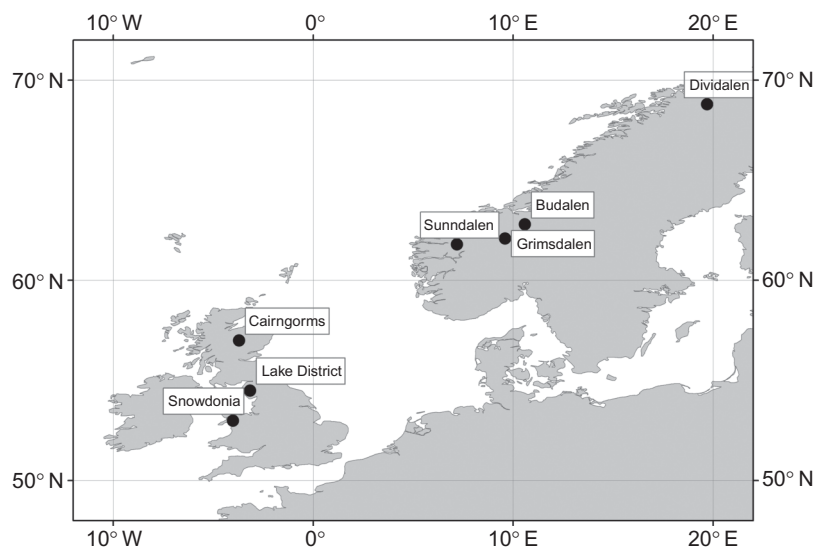 10° W 0° 10° E 20° E
70° N 70° N
Dividalen
Budalen
Sunndalen
Grimsdalen
60° N 60° N
Cairngorms
Lake District
Snowdonia
50° N 50° N
10° W 0° 10° E 20° E